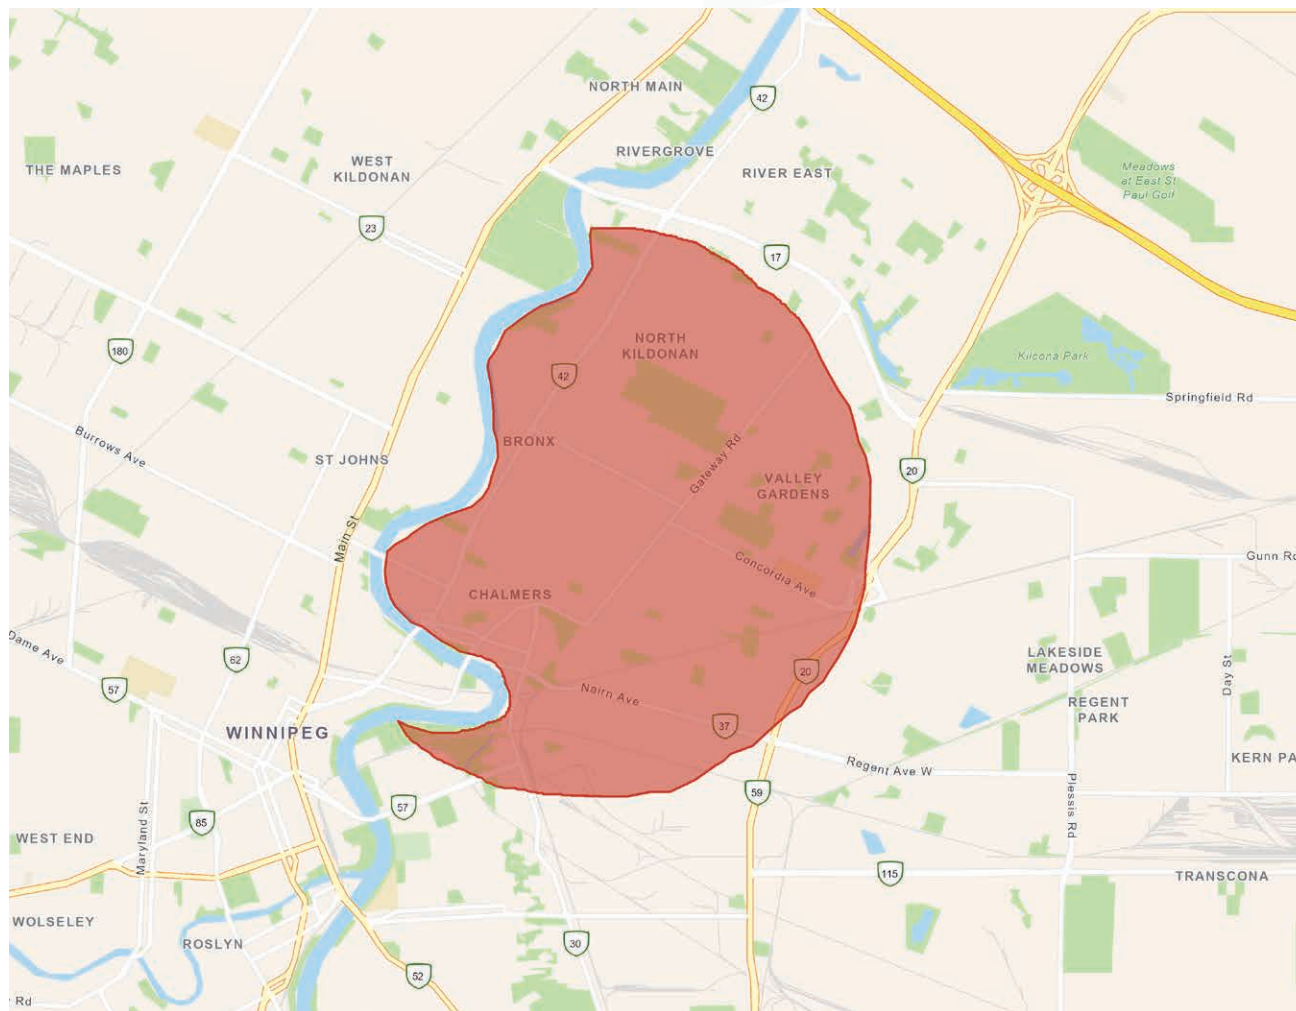 NORTH MAIN
42
RIVERGROVE
THE MAPLES
WEST
KILDONAN
RIVER EAST
Meadows
at East St
Paul Golf
23
17
180
NORTH
KILDONAN
Kilcona Park
42
Springfield Rd
Burrows Ave
BRONX
ST JOHNS
Gateway Rd
VALLEY
GARDENS
20
Main St
Gunn Rd
Concordia Ave
CHALMERS
Dame Ave
62
LAKESIDE
MEADOWS
20
Day St
57
Nairn Ave
REGENT
PARK
37
WINNIPEG
KERN PA
Regent Ave W
59
57
Plessis Rd
85
Maryland St
WEST END
115
TRANSCONA
WOLSELEY
ROSLYN
30
52
Rd